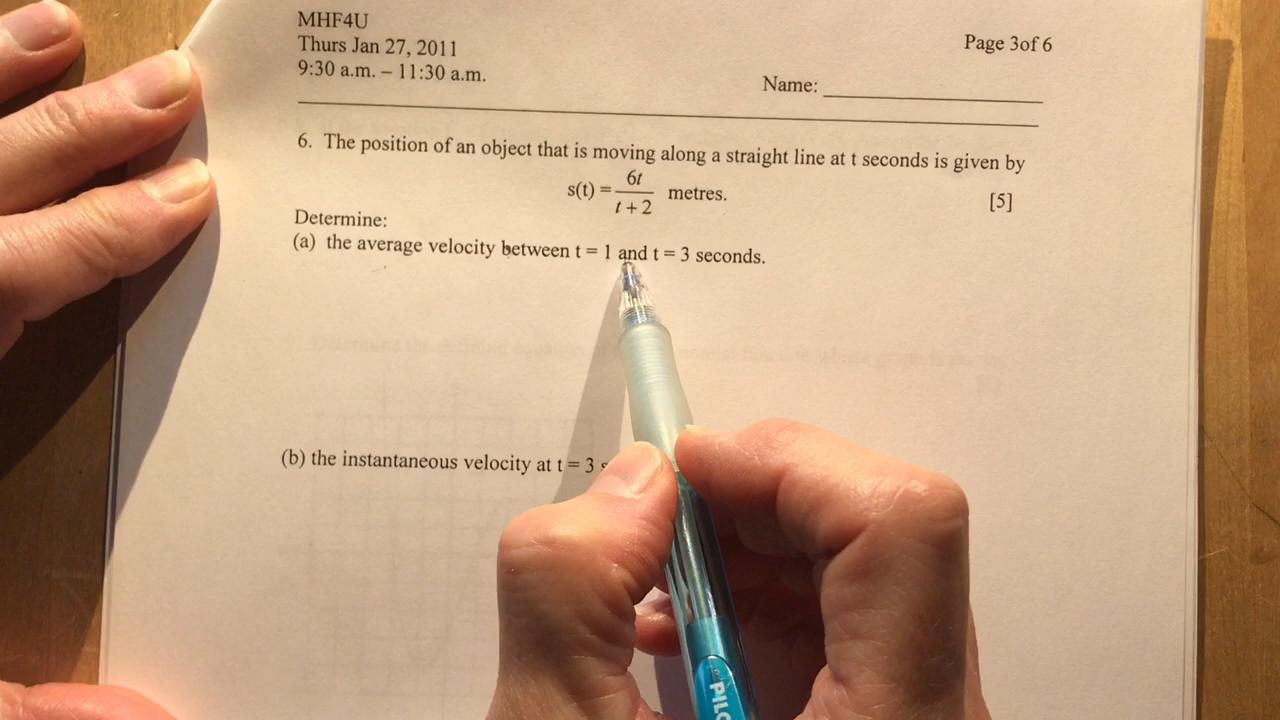 MHF4U
Thurs Jan 27, 2011
Page 3of 6
9:30 a.m. – 11:30 a.m.
Name:
6. The position of an object that is moving along a straight line at t seconds is given by
s(t) = 6t / t + 2 metres.
[5]
Determine:
(a) the average velocity between t = 1 and t = 3 seconds.
(b) the instantaneous velocity at t = 3